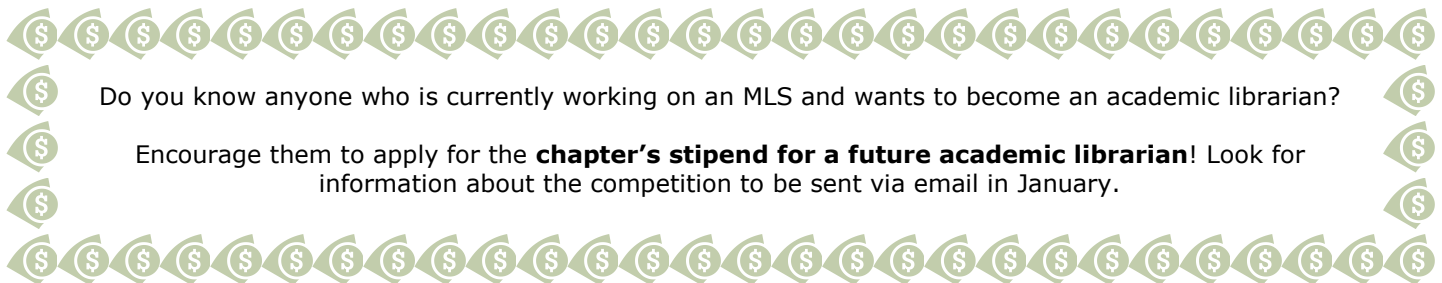 Do you know anyone who is currently working on an MLS and wants to become an academic librarian?
Encourage them to apply for the chapter’s stipend for a future academic librarian! Look for
information about the competition to be sent via email in January.